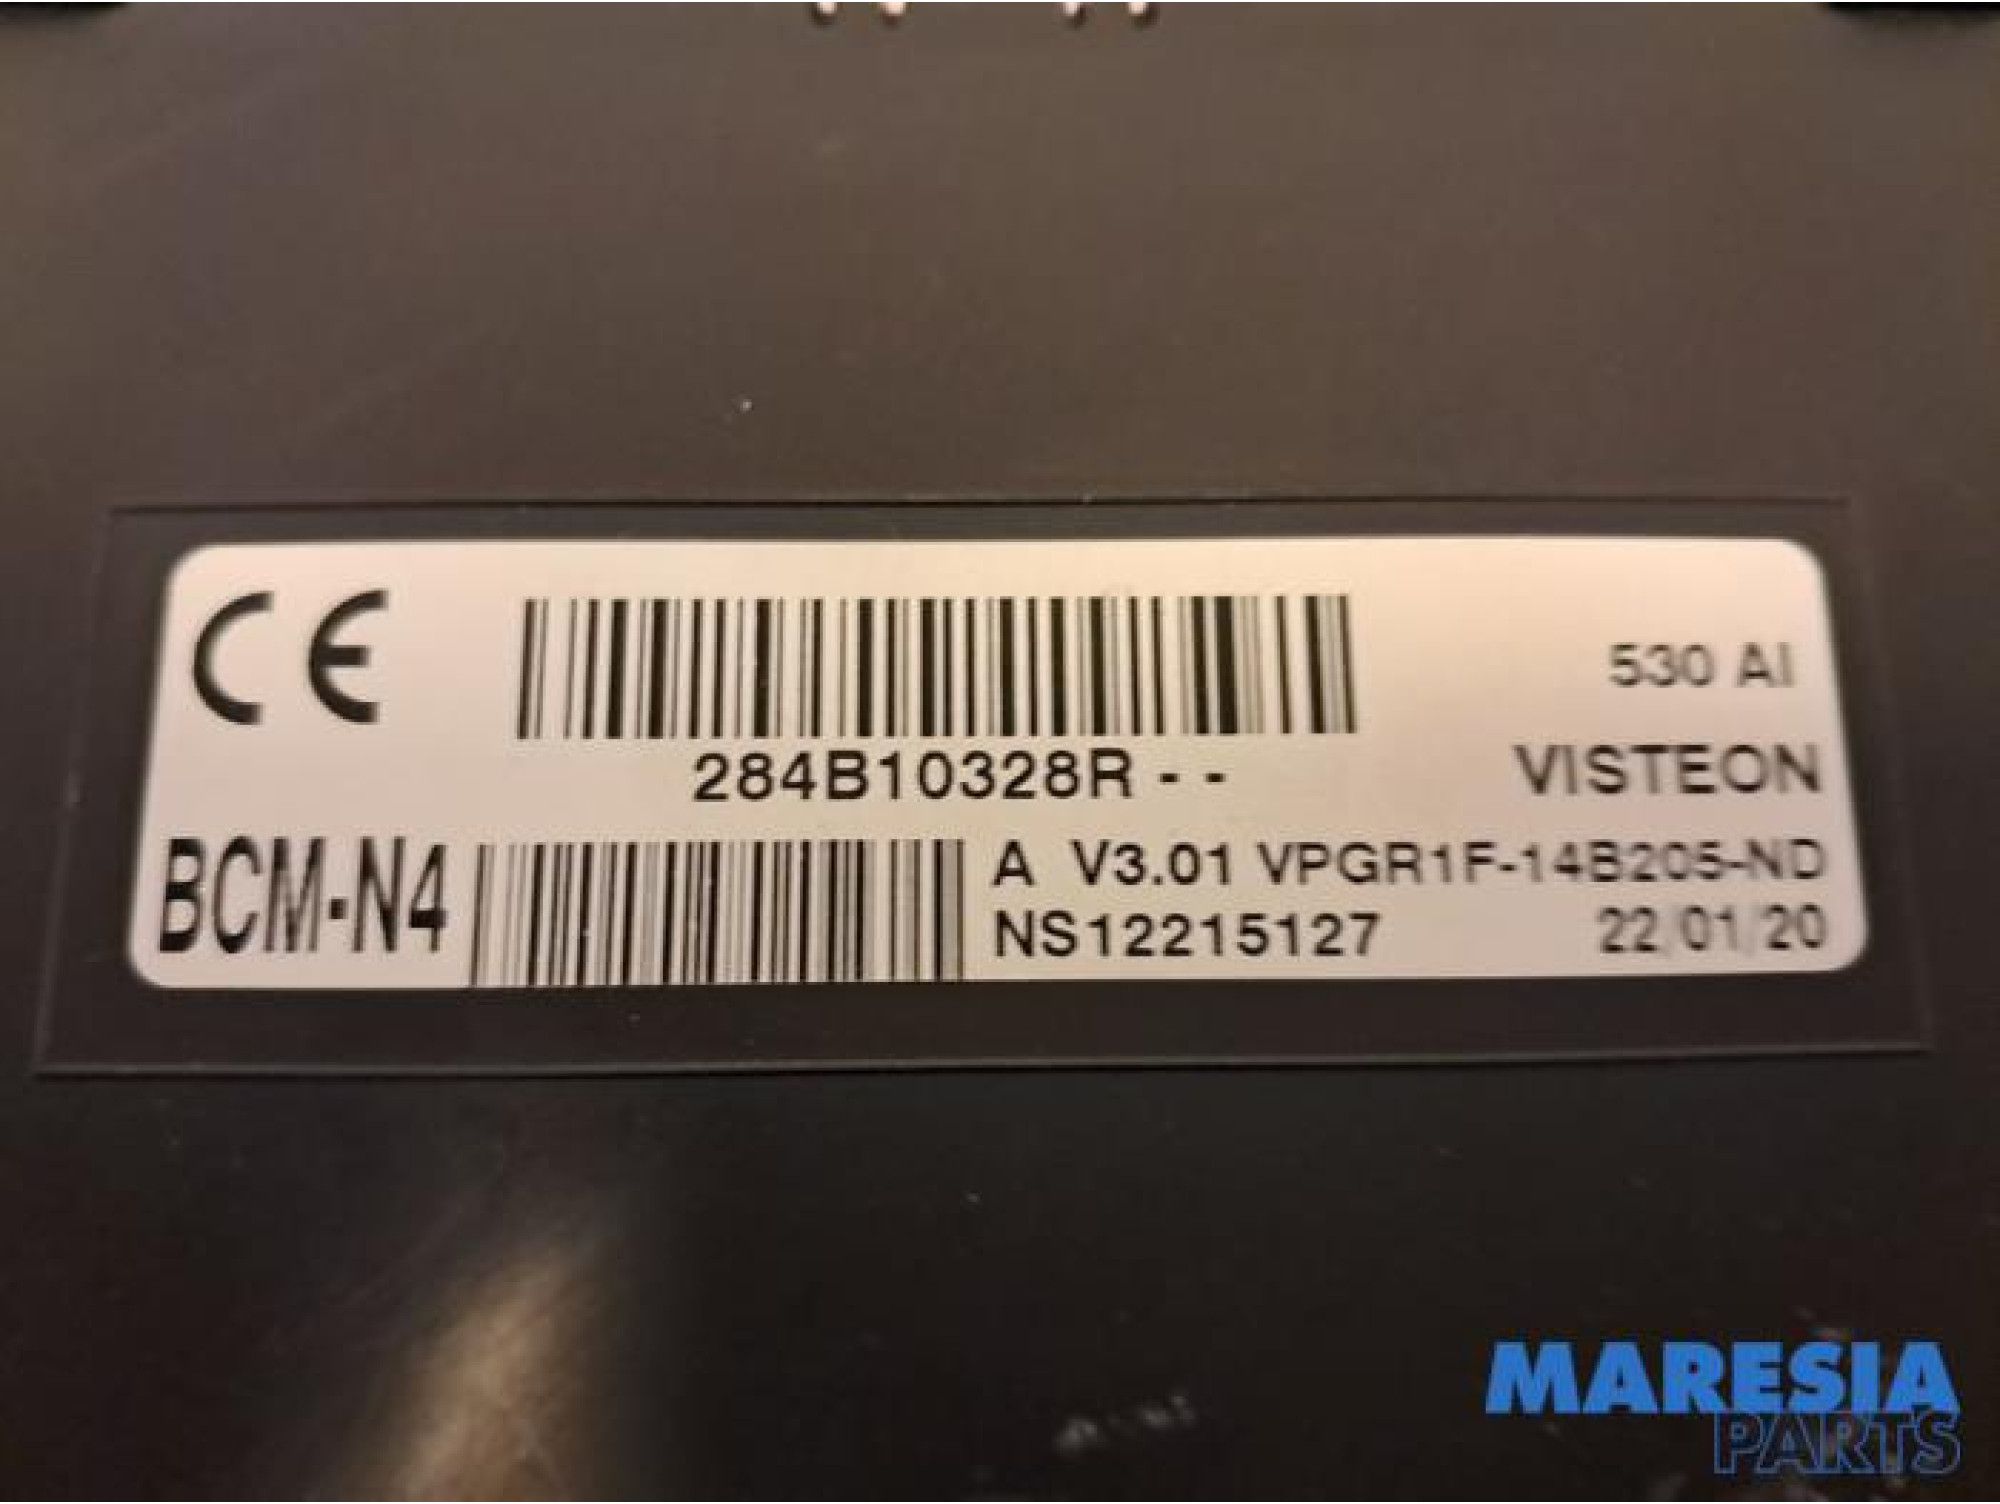 CE
530 AI
284B10328R - -
VISTEON
BCM-N4
A V3.01 VPGR1F-14B205-ND
NS12215127 22/01/20
MARESIA
PARTS